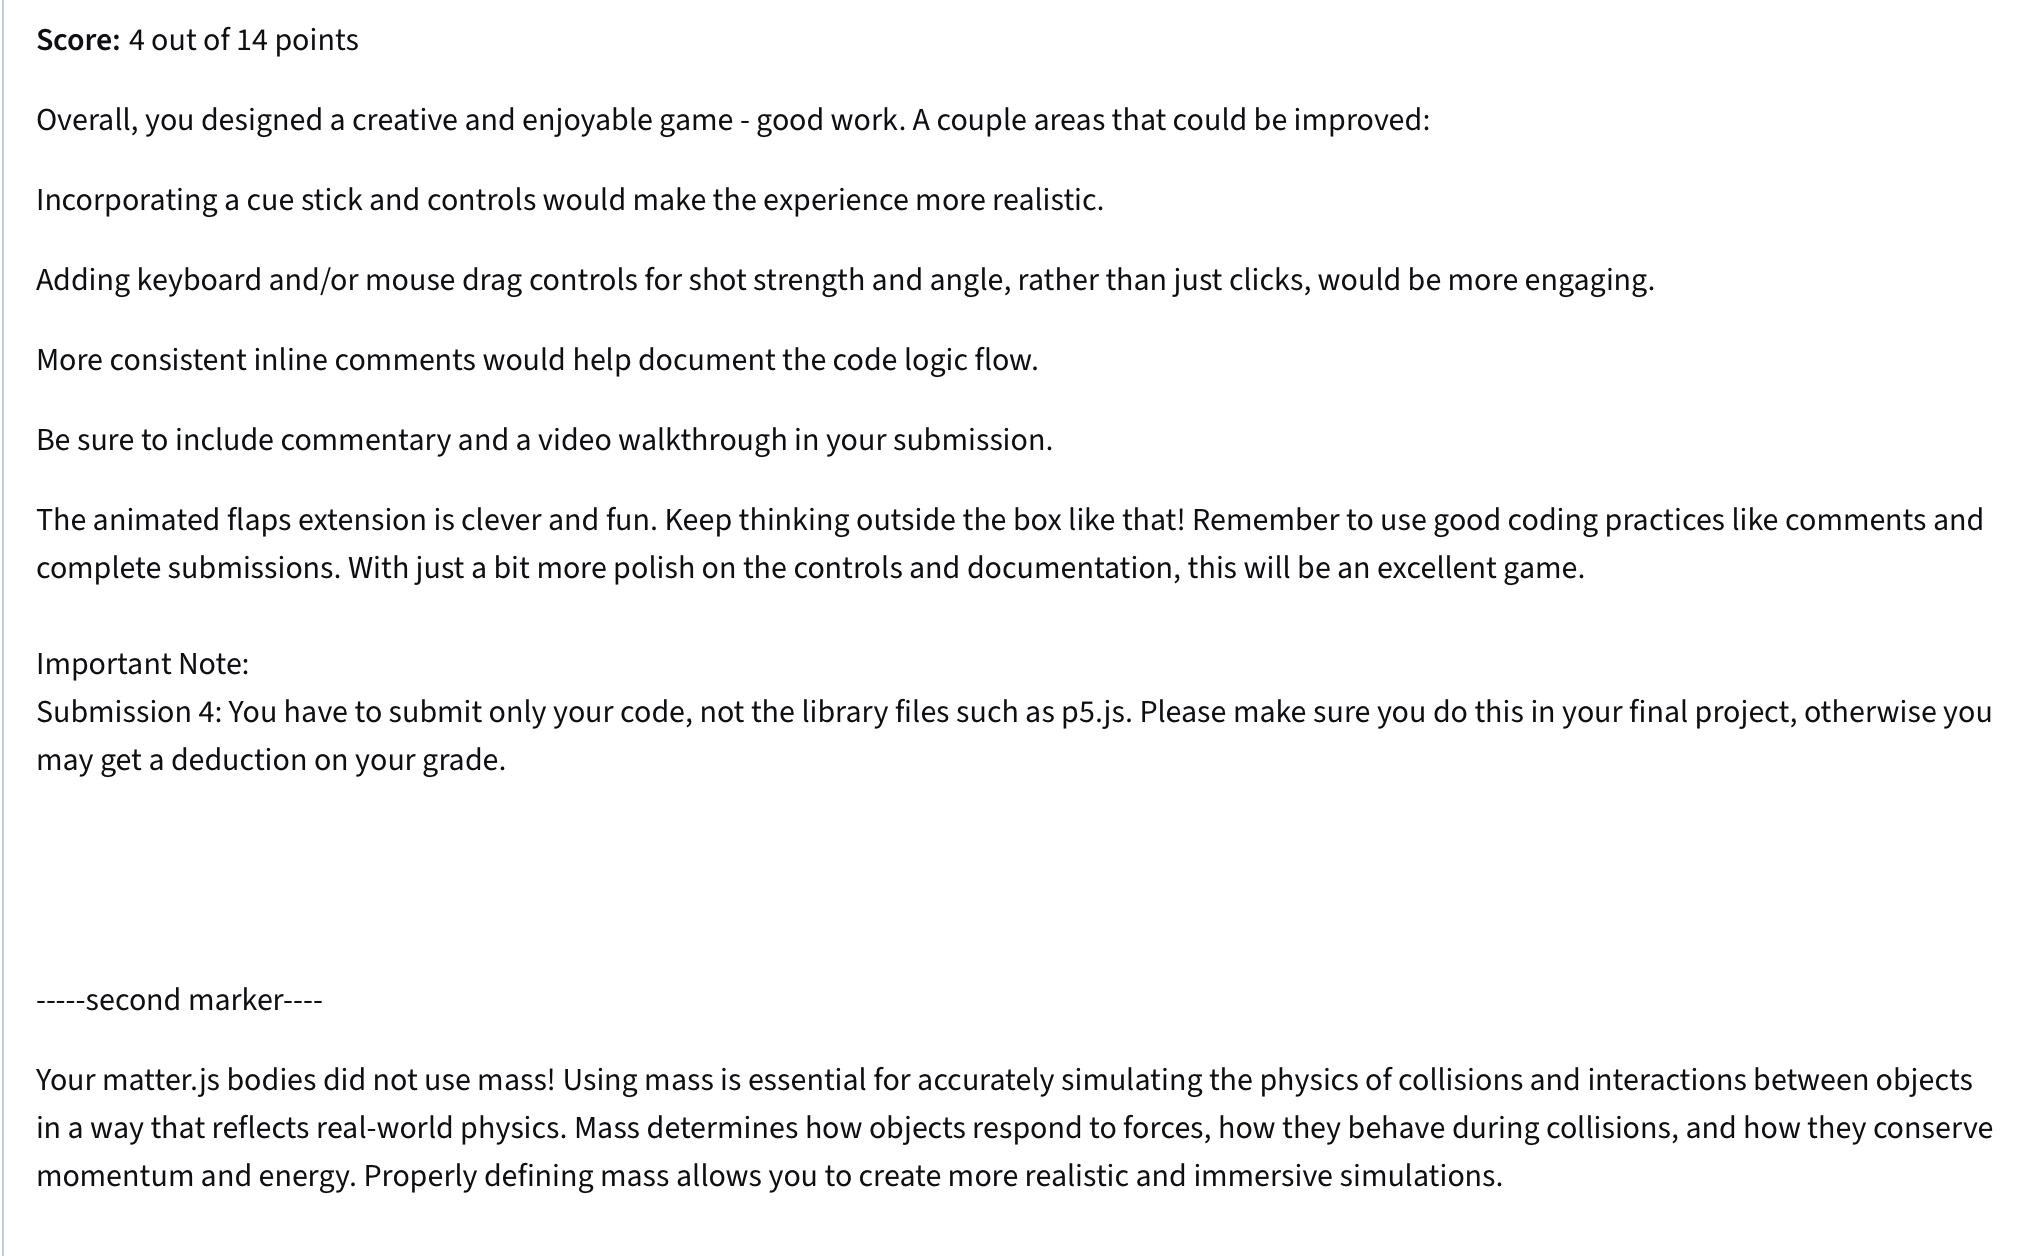 Score: 4 out of 14 points
Overall, you designed a creative and enjoyable game - good work. A couple areas that could be improved:
Incorporating a cue stick and controls would make the experience more realistic.
Adding keyboard and/or mouse drag controls for shot strength and angle, rather than just clicks, would be more engaging.
More consistent inline comments would help document the code logic flow.
Be sure to include commentary and a video walkthrough in your submission.
The animated flaps extension is clever and fun. Keep thinking outside the box like that! Remember to use good coding practices like comments and
complete submissions. With just a bit more polish on the controls and documentation, this will be an excellent game.
Important Note:
Submission 4: You have to submit only your code, not the library files such as p5.js. Please make sure you do this in your final project, otherwise you
may get a deduction on your grade.
-----second marker----
Your matter.js bodies did not use mass! Using mass is essential for accurately simulating the physics of collisions and interactions between objects
in a way that reflects real-world physics. Mass determines how objects respond to forces, how they behave during collisions, and how they conserve
momentum and energy. Properly defining mass allows you to create more realistic and immersive simulations.